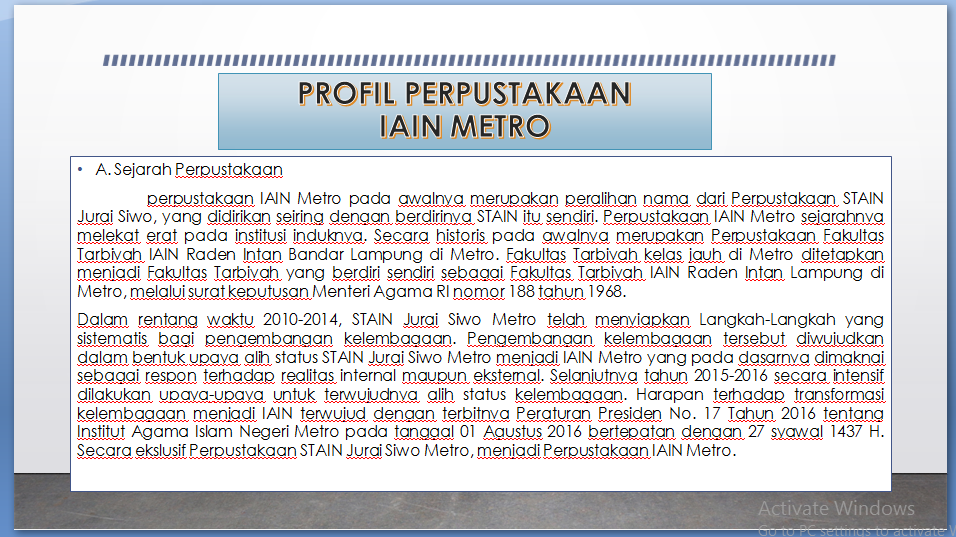 PROFIL PERPUSTAKAAN
IAIN METRO
• A. Sejarah Perpustakaan
perpustakaan IAIN Metro pada awalnya merupakan peralihan nama dari Perpustakaan STAIN
Jurai Siwo, yang didirikan seiring dengan berdirinya STAIN itu sendiri. Perpustakaan IAIN Metro sejarahnya
melekat erat pada institusi induknya. Secara historis pada awalnya merupakan Perpustakaan Fakultas
Tarbiyah IAIN Raden Intan Bandar Lampung di Metro. Fakultas Tarbiyah kelas jauh di Metro ditetapkan
menjadi Fakultas Tarbiyah yang berdiri sendiri sebagai Fakultas Tarbiyah IAIN Raden Intan Lampung di
Metro, melalui surat keputusan Menteri Agama RI nomor 188 tahun 1968.
Dalam rentang waktu 2010-2014, STAIN Jurai Siwo Metro telah menyiapkan Langkah-Langkah yang
sistematis bagi pengembangan kelembagaan. Pengembangan kelembagaan tersebut diwujudkan
dalam bentuk upaya alih status STAIN Jurai Siwo Metro menjadi IAIN Metro yang pada dasarnya dimaknai
sebagai respon terhadap realitas internal maupun eksternal. Selanjutnya tahun 2015-2016 secara intensif
dilakukan upaya-upaya untuk terwujudnya alih status kelembagaan. Harapan terhadap transformasi
kelembagaan menjadi IAIN terwujud dengan terbitnya Peraturan Presiden No. 17 Tahun 2016 tentang
Institut Agama Islam Negeri Metro pada tanggal 01 Agustus 2016 bertepatan dengan 27 syawal 1437 H.
Secara ekslusif Perpustakaan STAIN Jurai Siwo Metro, menjadi Perpustakaan IAIN Metro.
Activate Windows
Go to PC settings to activate W